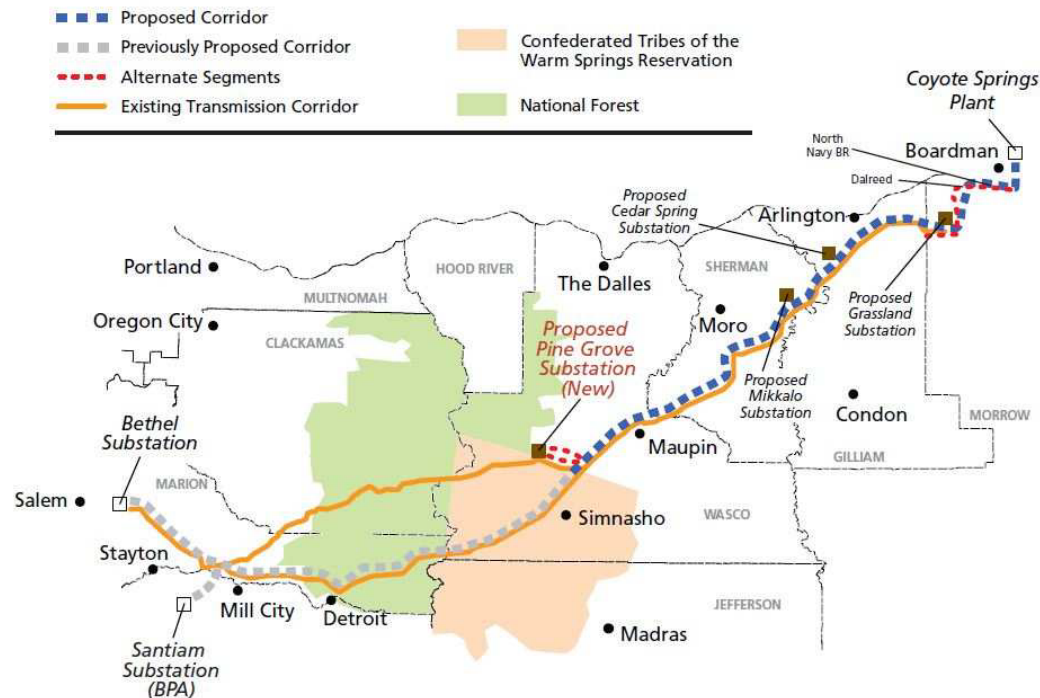 Proposed Corridor
Previously Proposed Corridor
Alternate Segments
Existing Transmission Corridor
Confederated Tribes of the
Warm Springs Reservation
National Forest
Coyote Springs
Plant
North
Navy BR
Boardman
Dalreed
Proposed
Cedar Spring
Substation
Arlington
Portland
HOOD RIVER
The Dalles
SHERMAN
MULTNOMAH
Oregon City
CLACKAMAS
Proposed
Pine Grove
Substation
(New)
Moro
Proposed
Grassland
Substation
Proposed
Mikkalo
Substation
Condon
MORROW
Bethel
Substation
Maupin
GILLIAM
MARION
Salem
Simnasho
WASCO
Stayton
Mill City
Detroit
JEFFERSON
Madras
Santiam
Substation
(BPA)